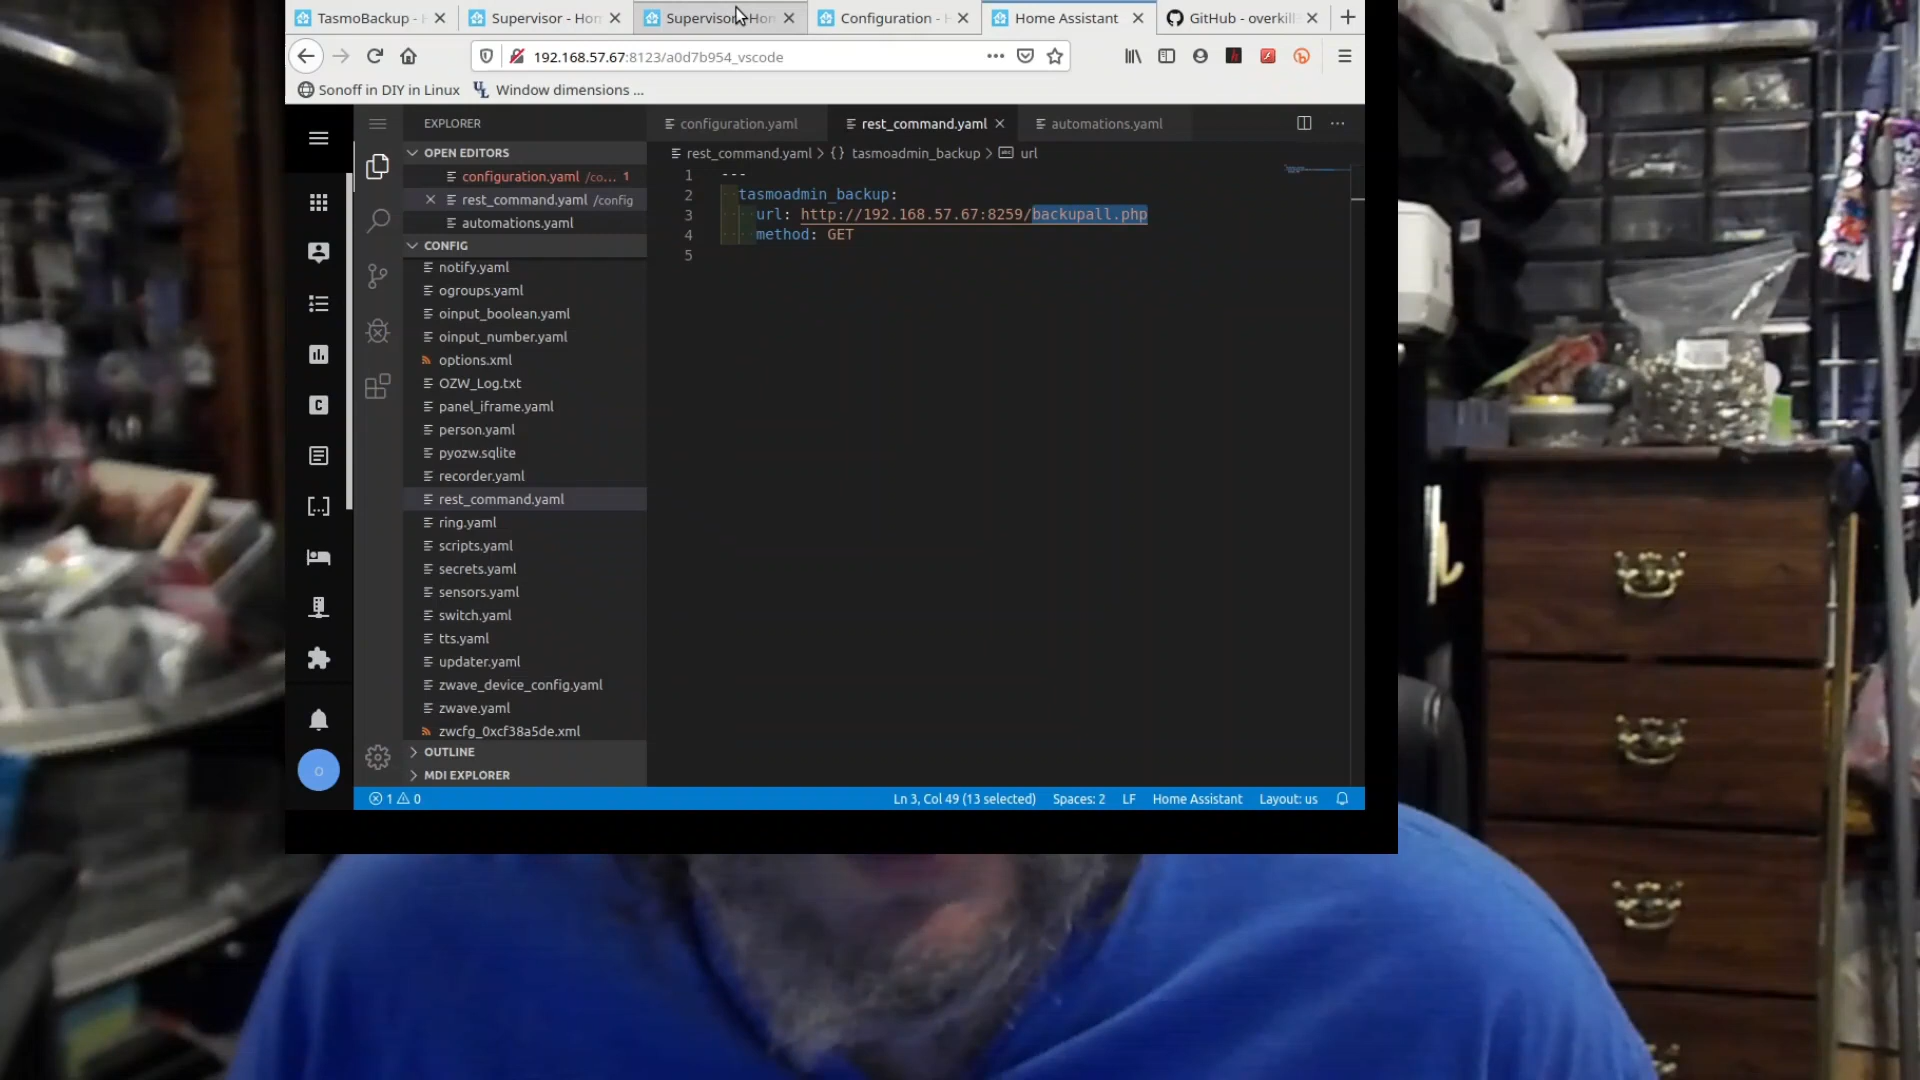 TasmoBackup -
Supervisor - Hom
Supervisor
Configuration - H
Home Assistant
GitHub - overkill
192.168.57.67:8123/a0d7b954_vscode
Sonoff in DIY in Linux
UL Window dimensions ...
EXPLORER
OPEN EDITORS
configuration.yaml /co... 1
rest_command.yaml /config
automations.yaml
CONFIG
notify.yaml
ogroups.yaml
oinput_boolean.yaml
oinput_number.yaml
options.xml
OZW_Log.txt
panel_iframe.yaml
person.yaml
pyozw.sqlite
recorder.yaml
rest_command.yaml
ring.yaml
scripts.yaml
secrets.yaml
sensors.yaml
switch.yaml
tts.yaml
updater.yaml
zwave_device_config.yaml
zwave.yaml
zwcfg_0xcf38a5de.xml
OUTLINE
MDI EXPLORER
configuration.yaml
rest_command.yaml
automations.yaml
rest_command.yaml > {} tasmoadmin_backup > url
1 ---
2 tasmoadmin_backup:
3 url: http://192.168.57.67:8259/backupall.php
4 method: GET
5
o
1 0
Ln 3, Col 49 (13 selected)
Spaces: 2
LF
Home Assistant
Layout: us